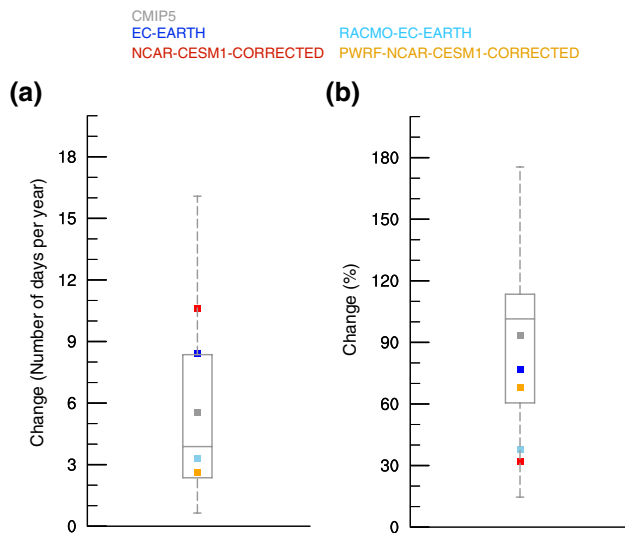 CMIP5
EC-EARTH RACMO-EC-EARTH
NCAR-CESM1-CORRECTED PWRF-NCAR-CESM1-CORRECTED
(a) (b)
Change (Number of days per year)
18
15
12
9
6
3
0
Change (%)
180
150
120
90
60
30
0